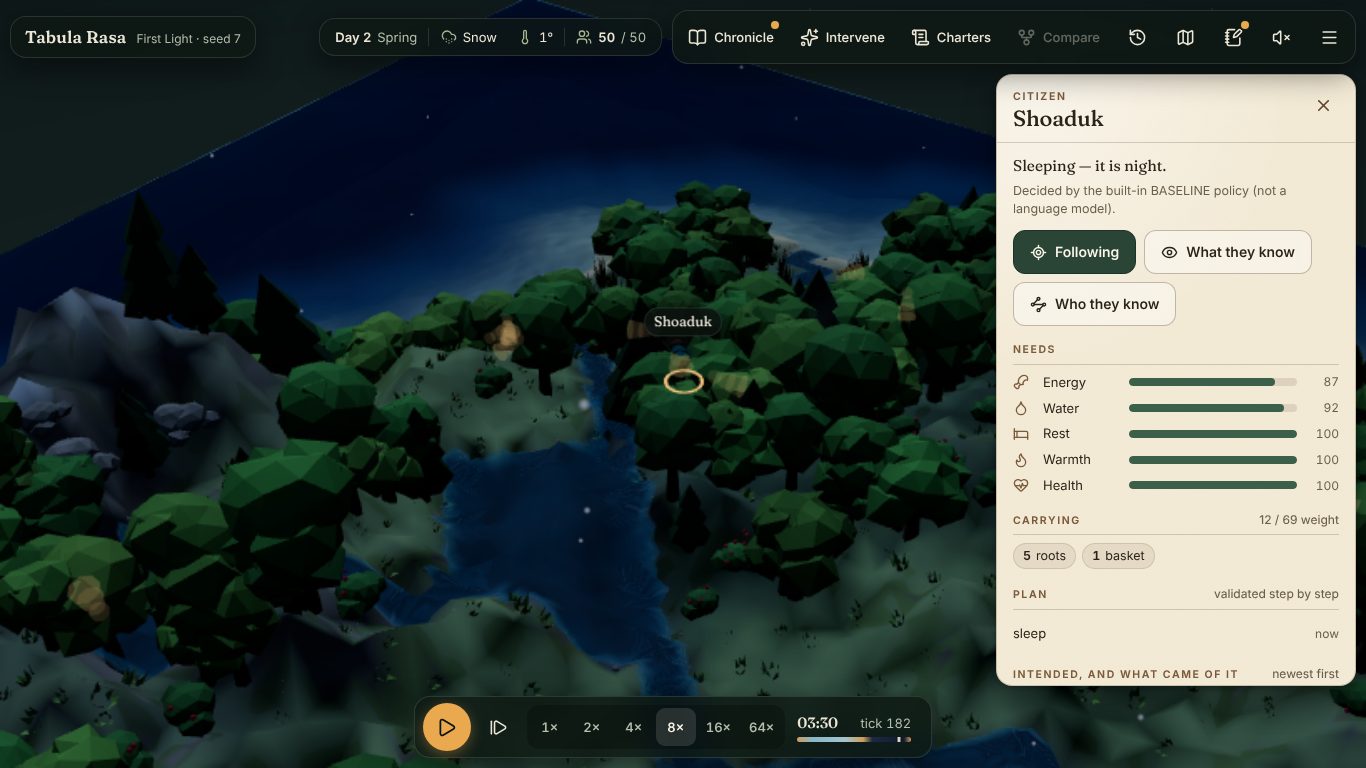 Tabula Rasa First Light · seed 7
Day 2 Spring Snow 1° 50 / 50
Chronicle Intervene Charters Compare
CITIZEN
Shoaduk
Sleeping — it is night.
Decided by the built-in BASELINE policy (not a
language model).
Following What they know
Who they know
Shoaduk
NEEDS
Energy 87
Water 92
Rest 100
Warmth 100
Health 100
CARRYING 12 / 69 weight
5 roots 1 basket
PLAN validated step by step
sleep now
INTENDED, AND WHAT CAME OF IT newest first
1× 2× 4× 8× 16× 64× 03:30 tick 182